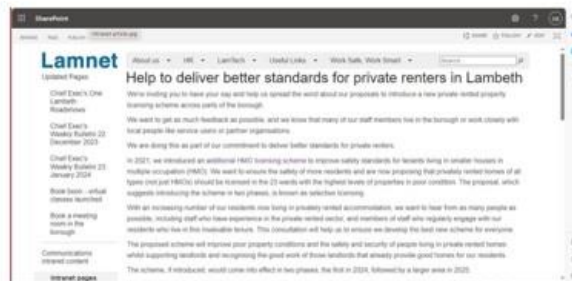 SharePoint
BROWSE PAGE PUBLISH
intranet-article.jpg
SHARE FOLLOW EDIT
Lamnet
About us HR LamTech Useful Links Work Safe, Work Smart
Updated Pages
Chief Exec's One
Lambeth
Roadshows
Chief Exec's
Weekly Bulletin 22
December 2023
Chief Exec's
Weekly Bulletin 23
January 2024
Book soon - virtual
classes launched
Book a meeting
room in the
borough
Communications
intranet content
Intranet pages
Help to deliver better standards for private renters in Lambeth
We're inviting you to have your say and help us spread the word about our proposals to introduce a new private rented property
licensing scheme across parts of the borough.
We want to get as much feedback as possible, and we know that many of our staff members live in the borough or work closely with
local people like service users or partner organisations.
We are doing this as part of our commitment to deliver better standards for private renters.
In 2021, we introduced an additional HMO licensing scheme to improve safety standards for tenants living in smaller houses in
multiple occupation (HMO). We want to ensure the safety of more residents and are now proposing that privately rented homes of all
types (not just HMOs) should be licensed in the 23 wards with the highest levels of properties in poor condition. The proposal, which
suggests introducing the scheme in two phases, is known as selective licensing.
With an increasing number of our residents now living in privately rented accommodation, we want to hear from as many people as
possible, including staff who have experience in the private rented sector, and members of staff who regularly engage with our
residents who live in this invaluable tenure. This consultation will help us to ensure we develop the best new scheme for everyone.
The proposed scheme will improve poor property conditions and the safety and security of people living in private rented homes
whilst supporting landlords and recognising the good work of those landlords that already provide good homes for our residents.
The scheme, if introduced, would come into effect in two phases, the first in 2024, followed by a larger area in 2025.